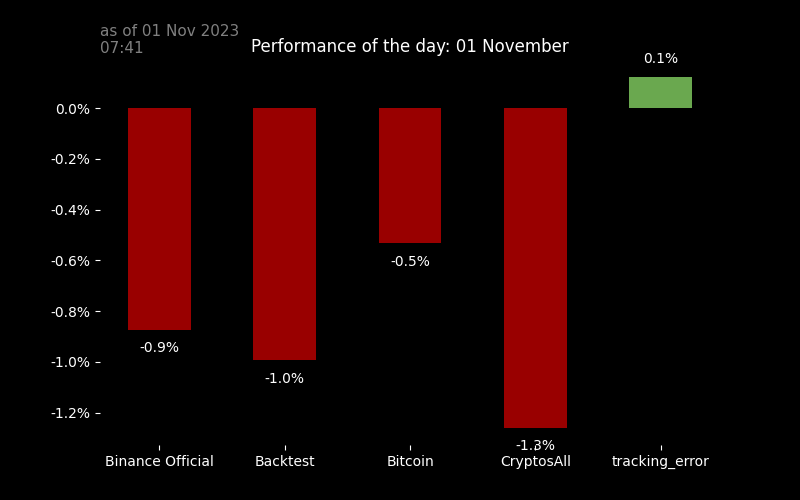 as of 01 Nov 2023
07:41
Performance of the day: 01 November
0.1%
0.0%
-0.2%
-0.4%
-0.6%
-0.8%
-1.0%
-1.2%
-0.9%
-1.0%
-0.5%
-1.3%
Binance Official
Backtest
Bitcoin
CryptosAll
tracking_error